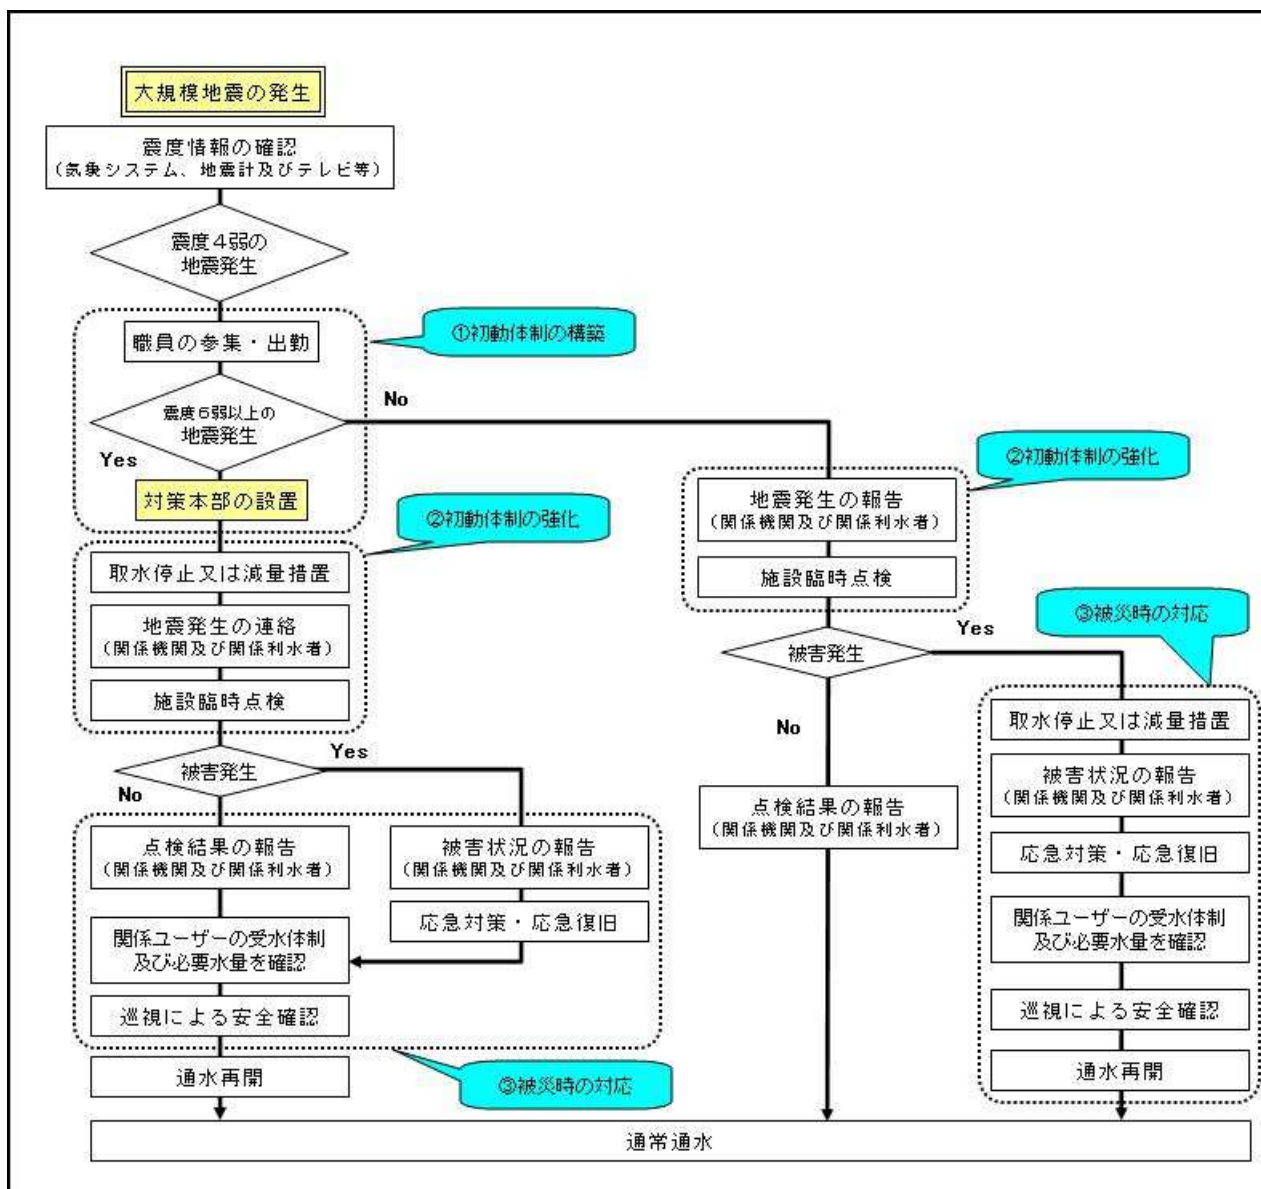 大規模地震の発生
震度情報の確認
（気象システム、地震計及びテレビ等）
震度４弱の
地震発生
①初動体制の構築
職員の参集・出勤
震度６弱以上の
地震発生
No
Yes
対策本部の設置
②初動体制の強化
取水停止又は減量措置
地震発生の連絡
（関係機関及び関係利水者）
施設臨時点検
被害発生
Yes
No
点検結果の報告
（関係機関及び関係利水者）
被害状況の報告
（関係機関及び関係利水者）
応急対策・応急復旧
関係ユーザーの受水体制
及び必要水量を確認
巡視による安全確認
③被災時の対応
通水再開
②初動体制の強化
地震発生の報告
（関係機関及び関係利水者）
施設臨時点検
被害発生
Yes
No
点検結果の報告
（関係機関及び関係利水者）
③被災時の対応
取水停止又は減量措置
被害状況の報告
（関係機関及び関係利水者）
応急対策・応急復旧
関係ユーザーの受水体制
及び必要水量を確認
巡視による安全確認
通水再開
通常通水